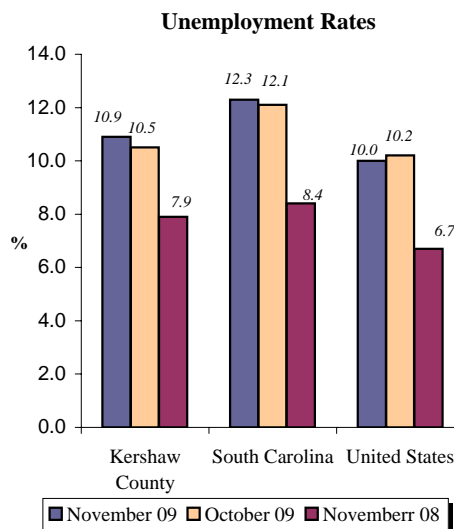 Unemployment Rates
14.0
12.0
10.0
8.0
6.0
4.0
2.0
0.0
%
10.9
10.5
7.9
12.3
12.1
8.4
10.0
10.2
6.7
Kershaw County
South Carolina
United States
November 09
October 09
Novemberr 08